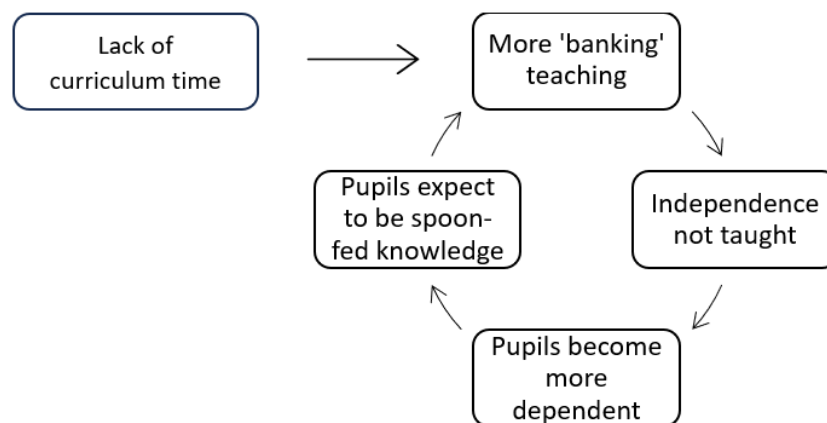 Lack of
curriculum time
More 'banking'
teaching
Independence
not taught
Pupils become
more
dependent
Pupils expect
to be spoon-
fed knowledge